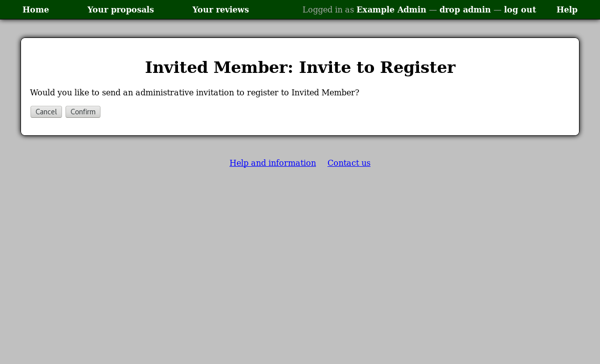 Home Your proposals Your reviews Logged in as Example Admin — drop admin — log out Help
Invited Member: Invite to Register
Would you like to send an administrative invitation to register to Invited Member?
Cancel Confirm
Help and information Contact us